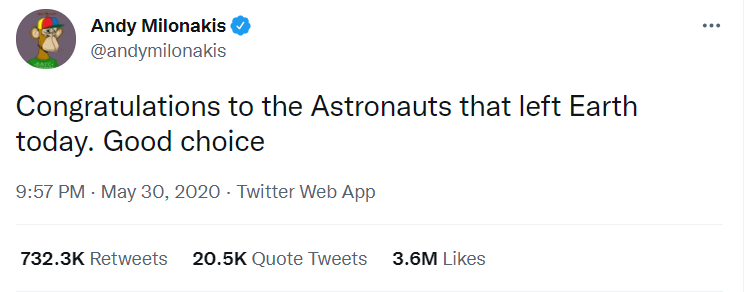 Andy Milonakis
@andymilonakis
Congratulations to the Astronauts that left Earth
today. Good choice
9:57 PM · May 30, 2020 · Twitter Web App
732.3K Retweets 20.5K Quote Tweets 3.6M Likes